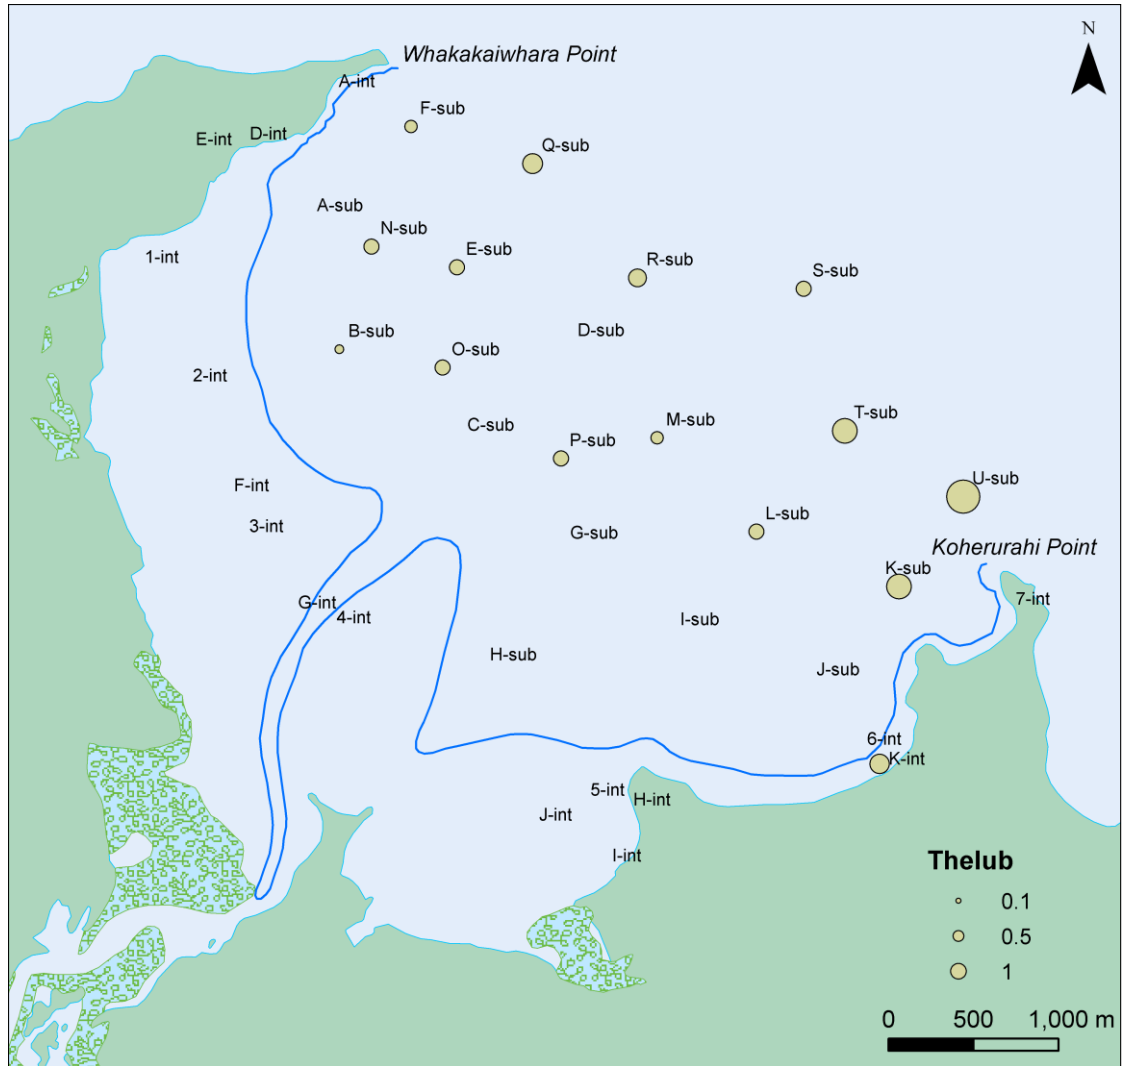 N
Whakakaiwhara Point
A-int
F-sub
E-int
D-int
Q-sub
A-sub
N-sub
E-sub
1-int
R-sub
S-sub
B-sub
D-sub
O-sub
2-int
C-sub
T-sub
M-sub
P-sub
F-int
U-sub
3-int
L-sub
G-sub
Koherurahi Point
K-sub
G-int
7-int
4-int
I-sub
H-sub
J-sub
6-int
K-int
5-int
H-int
J-int
I-int
Thelub
0.1
0.5
1
0 500 1,000 m